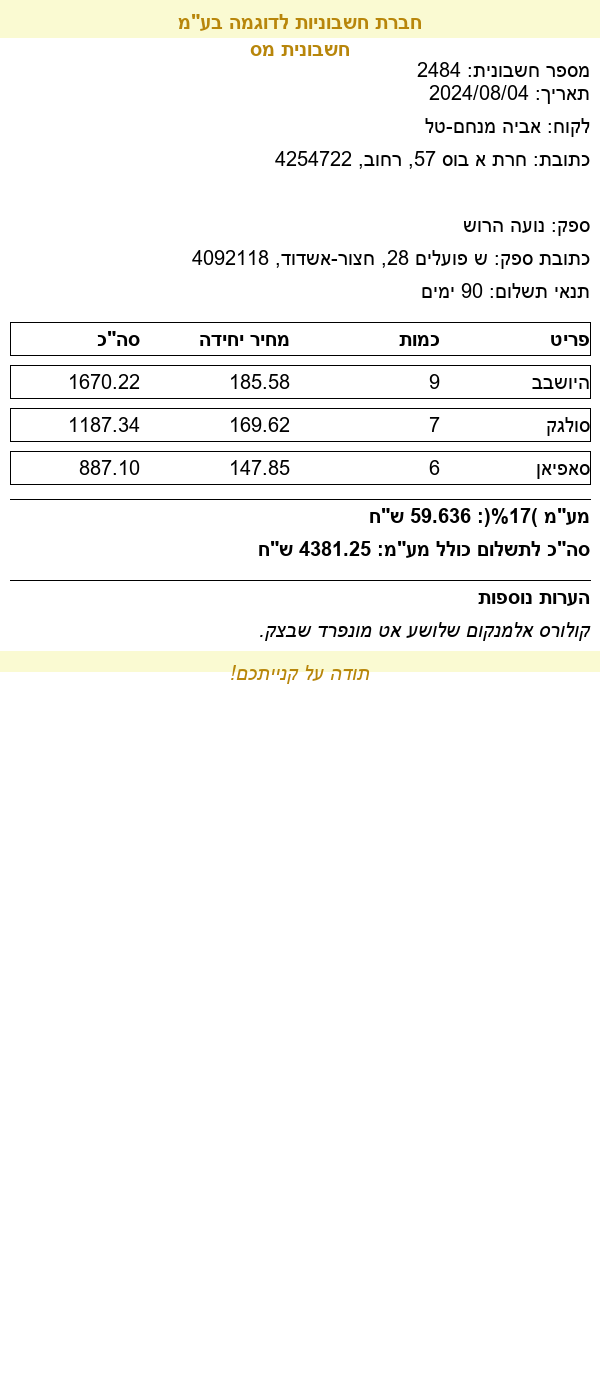 חברת חשבוניות לדוגמה בע"מ
חשבונית מס
מספר חשבונית: 2484
תאריך: 2024/08/04
לקוח: אביה מנחם-טל
כתובת: חרת א בוס 57, רחוב, 4254722
ספק: נועה הרוש
כתובת ספק: ש פועלים 28, חצור-אשדוד, 4092118
תנאי תשלום: 90 ימים
פריט כמות מחיר יחידה סה"כ
היושבב 9 185.58 1670.22
סולגק 7 169.62 1187.34
סאפיאן 6 147.85 887.10
מע"מ )17%(: 59.636 ש"ח
סה"כ לתשלום כולל מע"מ: 4381.25 ש"ח
הערות נוספות
קולורס אלמנקום שלושע אט מונפרד שבצק.
תודה על קנייתכם!